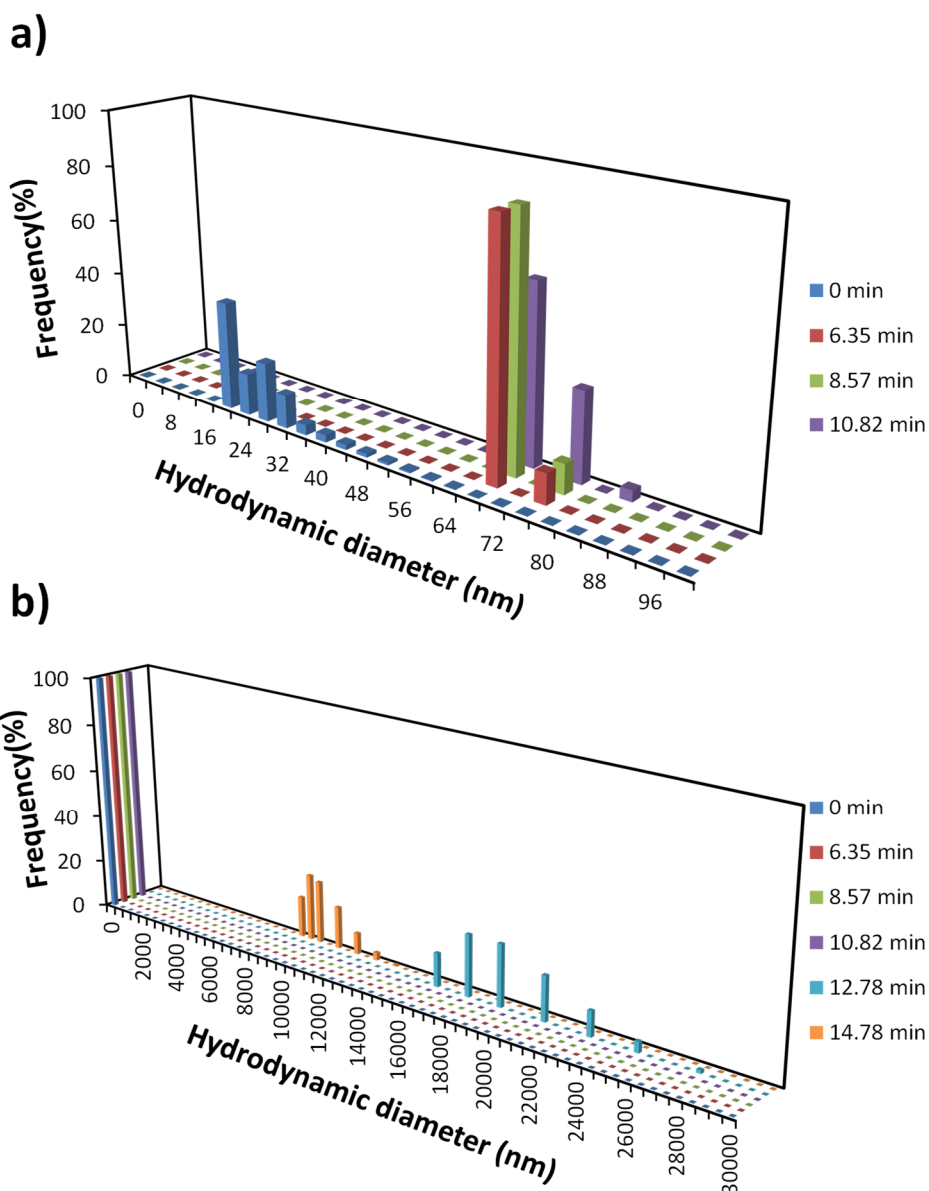 a)
100
80
60
40
20
0
Frequency(%)
0
8
16
24
32
40
48
56
64
72
80
88
96
Hydrodynamic diameter (nm)
0 min
6.35 min
8.57 min
10.82 min
b)
100
80
60
40
20
0
Frequency(%)
0
2000
4000
6000
8000
10000
12000
14000
16000
18000
20000
22000
24000
26000
28000
30000
Hydrodynamic diameter (nm)
0 min
6.35 min
8.57 min
10.82 min
12.78 min
14.78 min